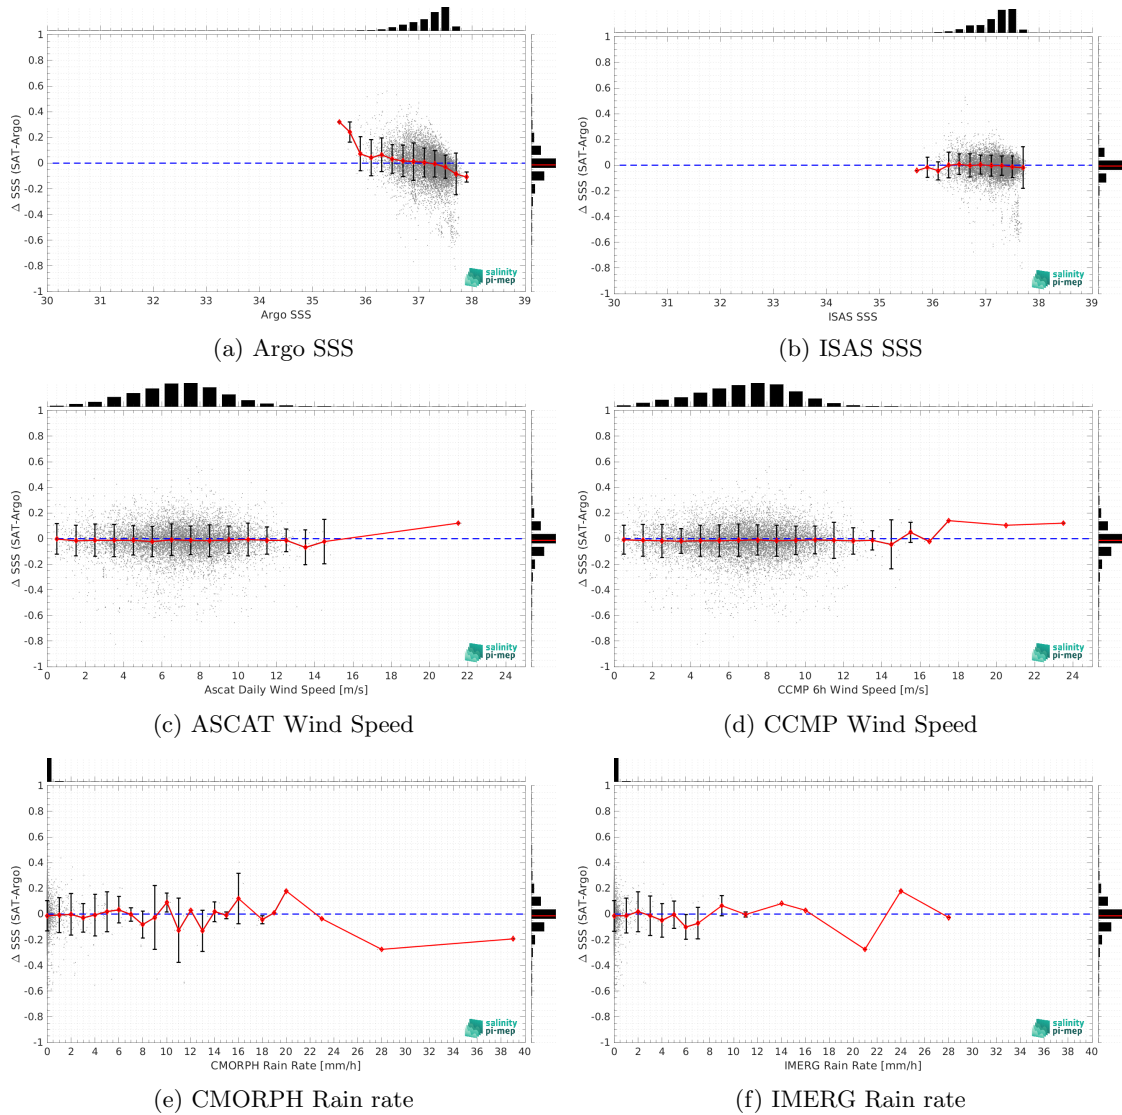 1
0.8
0.6
0.4
0.2
0
-0.2
-0.4
-0.6
-0.8
-1
Δ SSS (SAT-Argo)
30 31 32 33 34 35 36 37 38 39
Argo SSS
salinity
pi-mep
(a) Argo SSS
1
0.8
0.6
0.4
0.2
0
-0.2
-0.4
-0.6
-0.8
-1
Δ SSS (SAT-Argo)
30 31 32 33 34 35 36 37 38 39
ISAS SSS
salinity
pi-mep
(b) ISAS SSS
1
0.8
0.6
0.4
0.2
0
-0.2
-0.4
-0.6
-0.8
-1
Δ SSS (SAT-Argo)
0 2 4 6 8 10 12 14 16 18 20 22 24
Ascat Daily Wind Speed [m/s]
salinity
pi-mep
(c) ASCAT Wind Speed
1
0.8
0.6
0.4
0.2
0
-0.2
-0.4
-0.6
-0.8
-1
Δ SSS (SAT-Argo)
0 2 4 6 8 10 12 14 16 18 20 22 24
CCMP 6h Wind Speed [m/s]
salinity
pi-mep
(d) CCMP Wind Speed
1
0.8
0.6
0.4
0.2
0
-0.2
-0.4
-0.6
-0.8
-1
Δ SSS (SAT-Argo)
0 2 4 6 8 10 12 14 16 18 20 22 24 26 28 30 32 34 36 38 40
CMORPH Rain Rate [mm/h]
salinity
pi-mep
(e) CMORPH Rain rate
1
0.8
0.6
0.4
0.2
0
-0.2
-0.4
-0.6
-0.8
-1
Δ SSS (SAT-Argo)
0 2 4 6 8 10 12 14 16 18 20 22 24 26 28 30 32 34 36 38 40
IMERG Rain Rate [mm/h]
salinity
pi-mep
(f) IMERG Rain rate